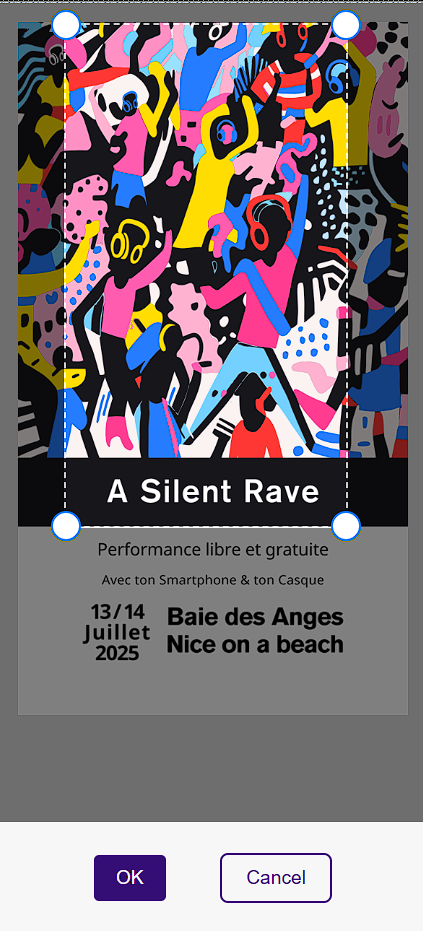 A Silent Rave
Performance libre et gratuite
Avec ton Smartphone & ton Casque
13/14
Juillet
2025
Baie des Anges
Nice on a beach
OK
Cancel